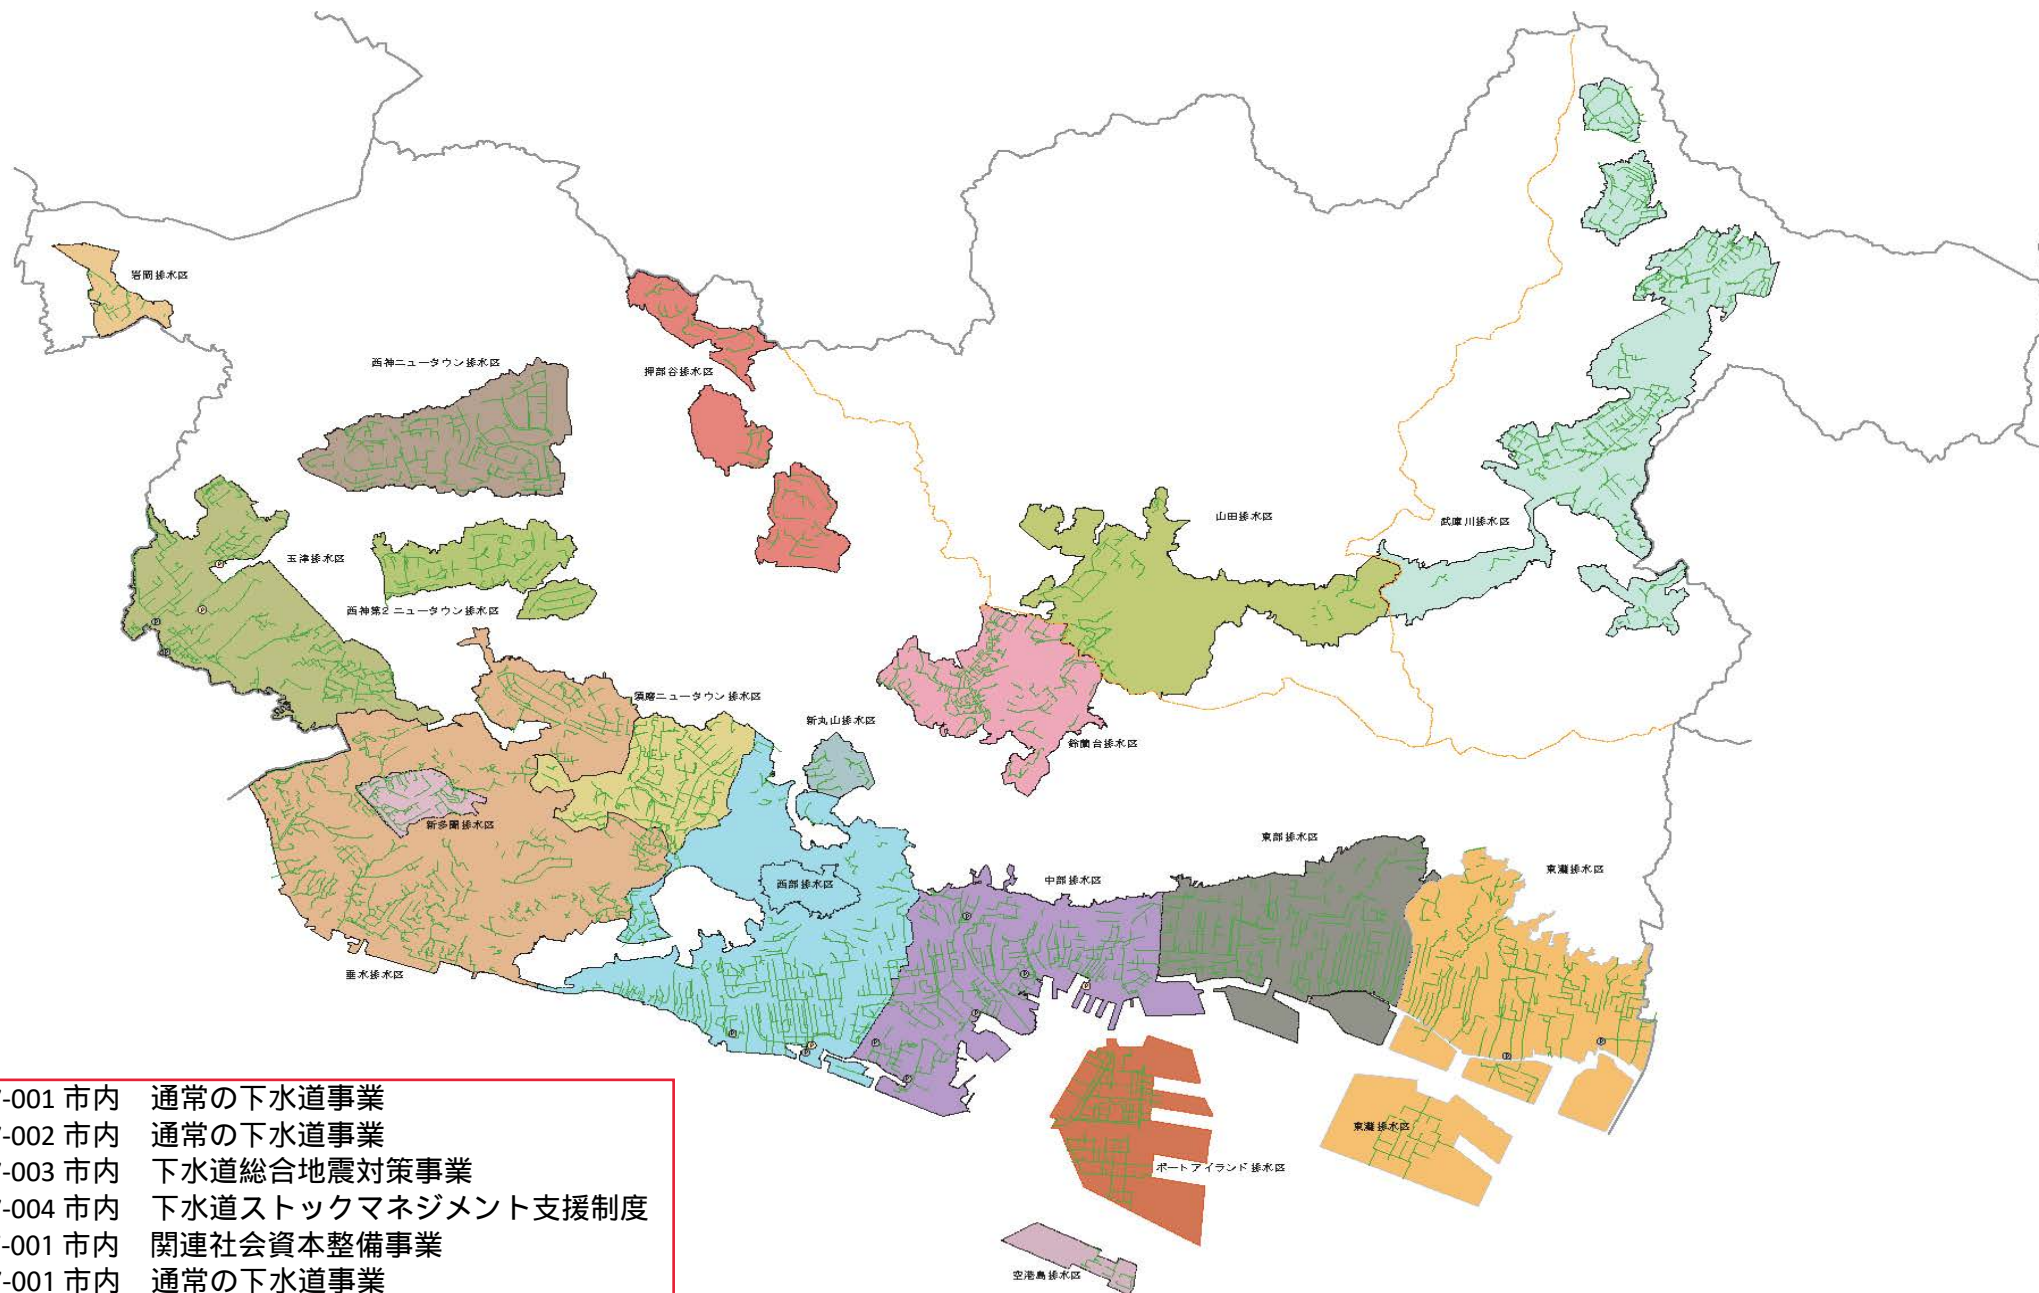 岩岡排水区
西神ニュータウン排水区
押部谷排水区
山田排水区
武庫川排水区
玉津排水区
西神第2ニュータウン排水区
須磨ニュータウン排水区
新丸山排水区
鈴蘭台排水区
新多聞排水区
東部排水区
西部排水区
中部排水区
東灘排水区
垂水排水区
東灘排水区
ポートアイランド排水区
空港島排水区
-001 市内 通常の下水道事業
-002 市内 通常の下水道事業
-003 市内 下水道総合地震対策事業
-004 市内 下水道ストックマネジメント支援制度
-001 市内 関連社会資本整備事業
-001 市内 通常の下水道事業